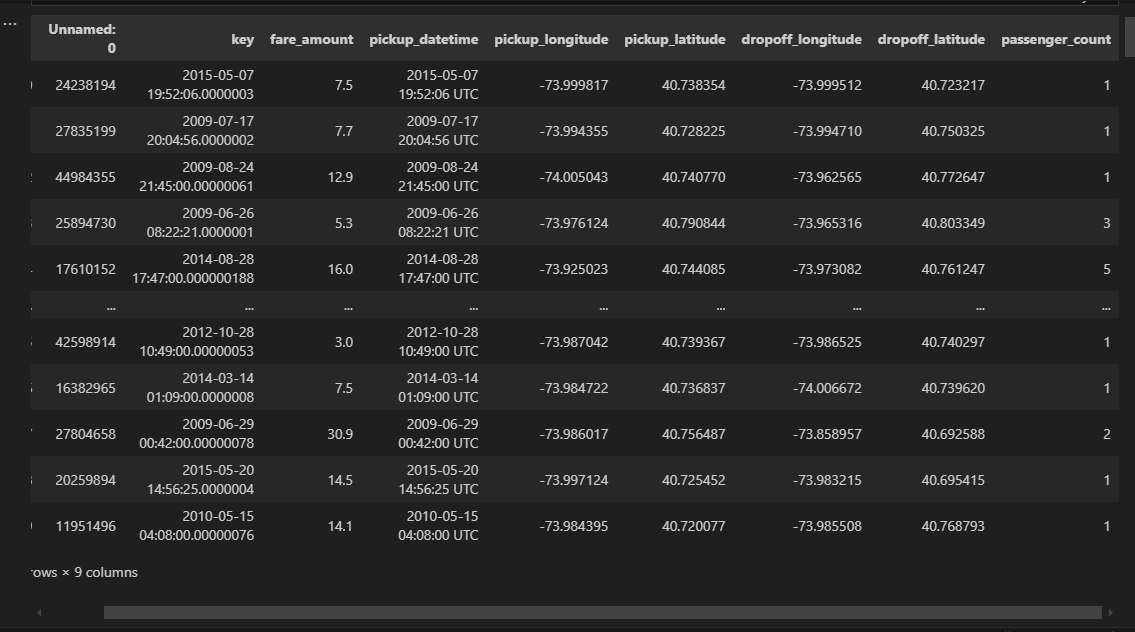 ...
Unnamed: 0 key fare_amount pickup_datetime pickup_longitude pickup_latitude dropoff_longitude dropoff_latitude passenger_count
24238194 2015-05-07 19:52:06.0000003 7.5 2015-05-07 19:52:06 UTC -73.999817 40.738354 -73.999512 40.723217 1
27835199 2009-07-17 20:04:56.0000002 7.7 2009-07-17 20:04:56 UTC -73.994355 40.728225 -73.994710 40.750325 1
44984355 2009-08-24 21:45:00.00000061 12.9 2009-08-24 21:45:00 UTC -74.005043 40.740770 -73.962565 40.772647 1
25894730 2009-06-26 08:22:21.0000001 5.3 2009-06-26 08:22:21 UTC -73.976124 40.790844 -73.965316 40.803349 3
17610152 2014-08-28 17:47:00.000000188 16.0 2014-08-28 17:47:00 UTC -73.925023 40.744085 -73.973082 40.761247 5
... ... ... ... ... ... ... ... ...
42598914 2012-10-28 10:49:00.00000053 3.0 2012-10-28 10:49:00 UTC -73.987042 40.739367 -73.986525 40.740297 1
16382965 2014-03-14 01:09:00.0000008 7.5 2014-03-14 01:09:00 UTC -73.984722 40.736837 -74.006672 40.739620 1
27804658 2009-06-29 00:42:00.00000078 30.9 2009-06-29 00:42:00 UTC -73.986017 40.756487 -73.858957 40.692588 2
20259894 2015-05-20 14:56:25.0000004 14.5 2015-05-20 14:56:25 UTC -73.997124 40.725452 -73.983215 40.695415 1
11951496 2010-05-15 04:08:00.00000076 14.1 2010-05-15 04:08:00 UTC -73.984395 40.720077 -73.985508 40.768793 1
rows × 9 columns